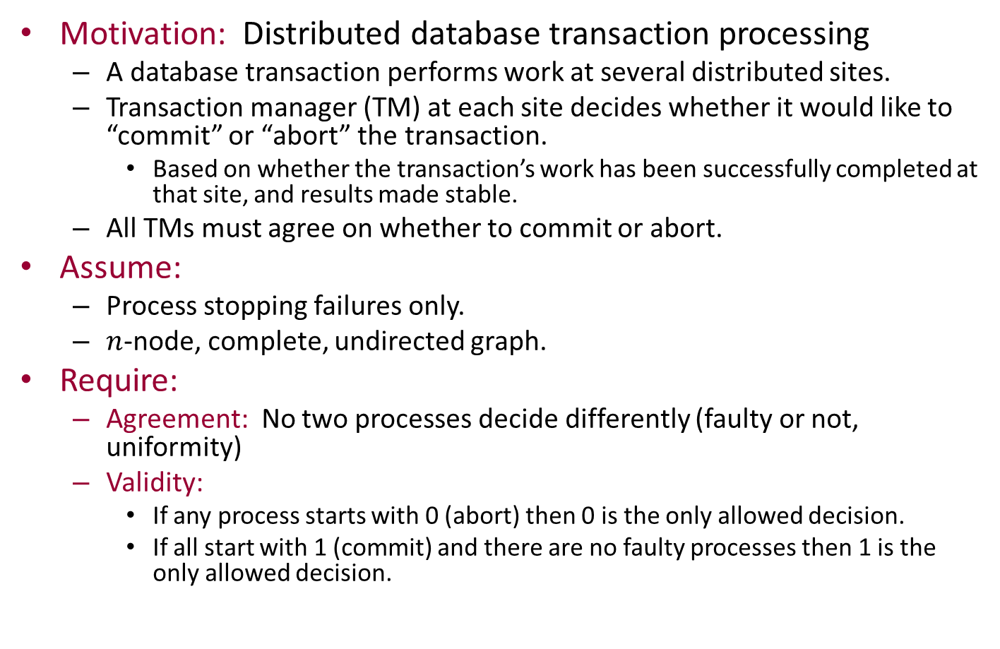 • Motivation: Distributed database transaction processing
– A database transaction performs work at several distributed sites.
– Transaction manager (TM) at each site decides whether it would like to
“commit” or “abort” the transaction.
• Based on whether the transaction’s work has been successfully completed at
that site, and results made stable.
– All TMs must agree on whether to commit or abort.
• Assume:
– Process stopping failures only.
– 𝑛-node, complete, undirected graph.
• Require:
– Agreement: No two processes decide differently (faulty or not,
uniformity)
– Validity:
• If any process starts with 0 (abort) then 0 is the only allowed decision.
• If all start with 1 (commit) and there are no faulty processes then 1 is the
only allowed decision.